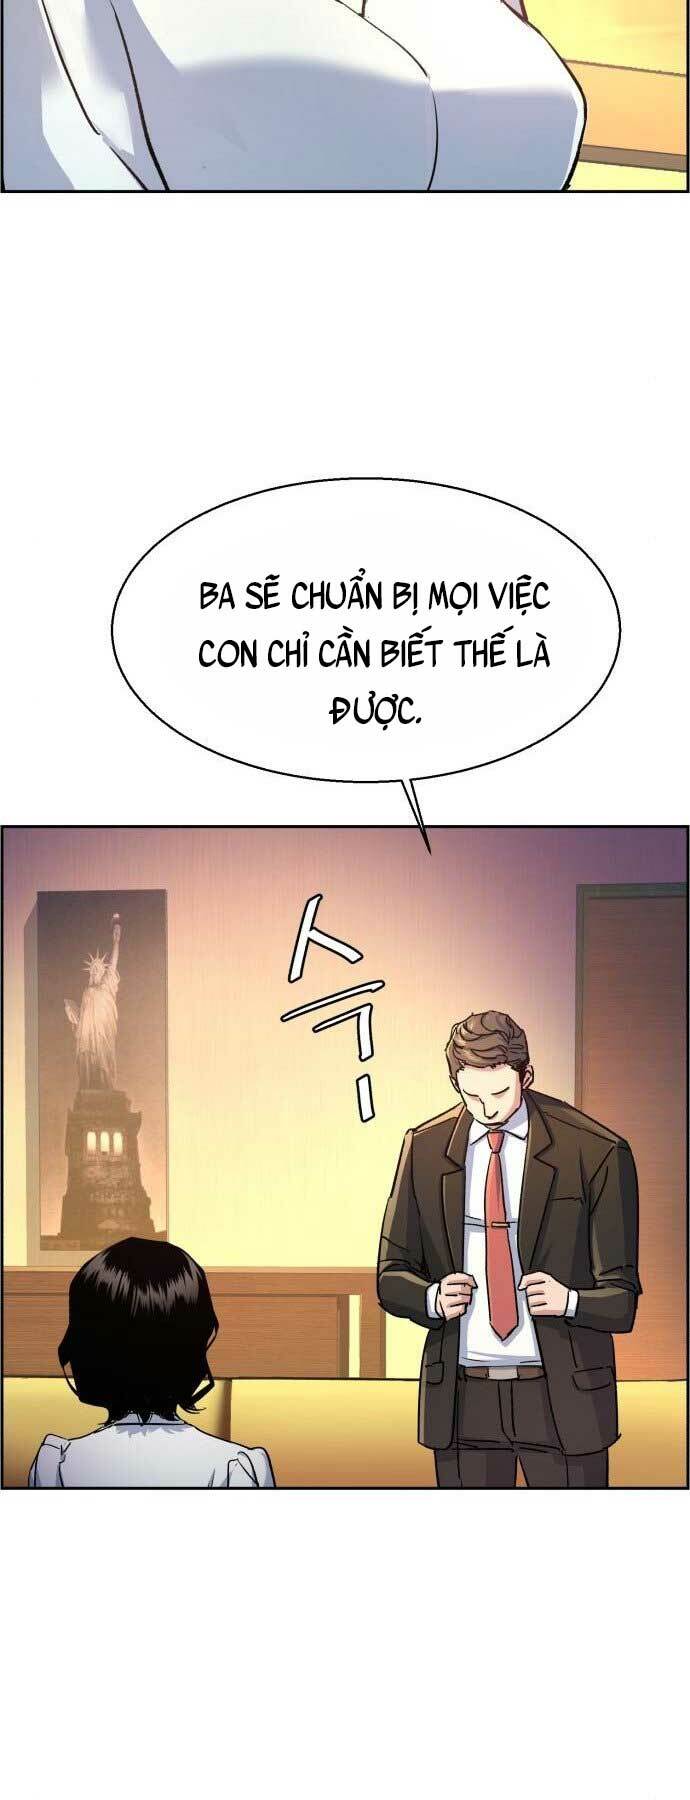 BA SẼ CHUẨN BỊ MỌI VIỆC
CON CHỈ CẦN BIẾT THẾ LÀ
ĐƯỢC.
스윽